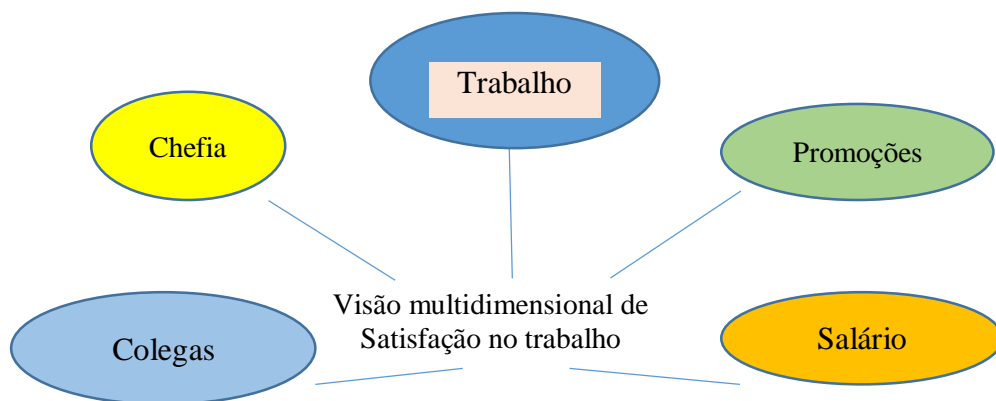 Trabalho
Chefia
Promoções
Visão multidimensional de
Satisfação no trabalho
Colegas
Salário